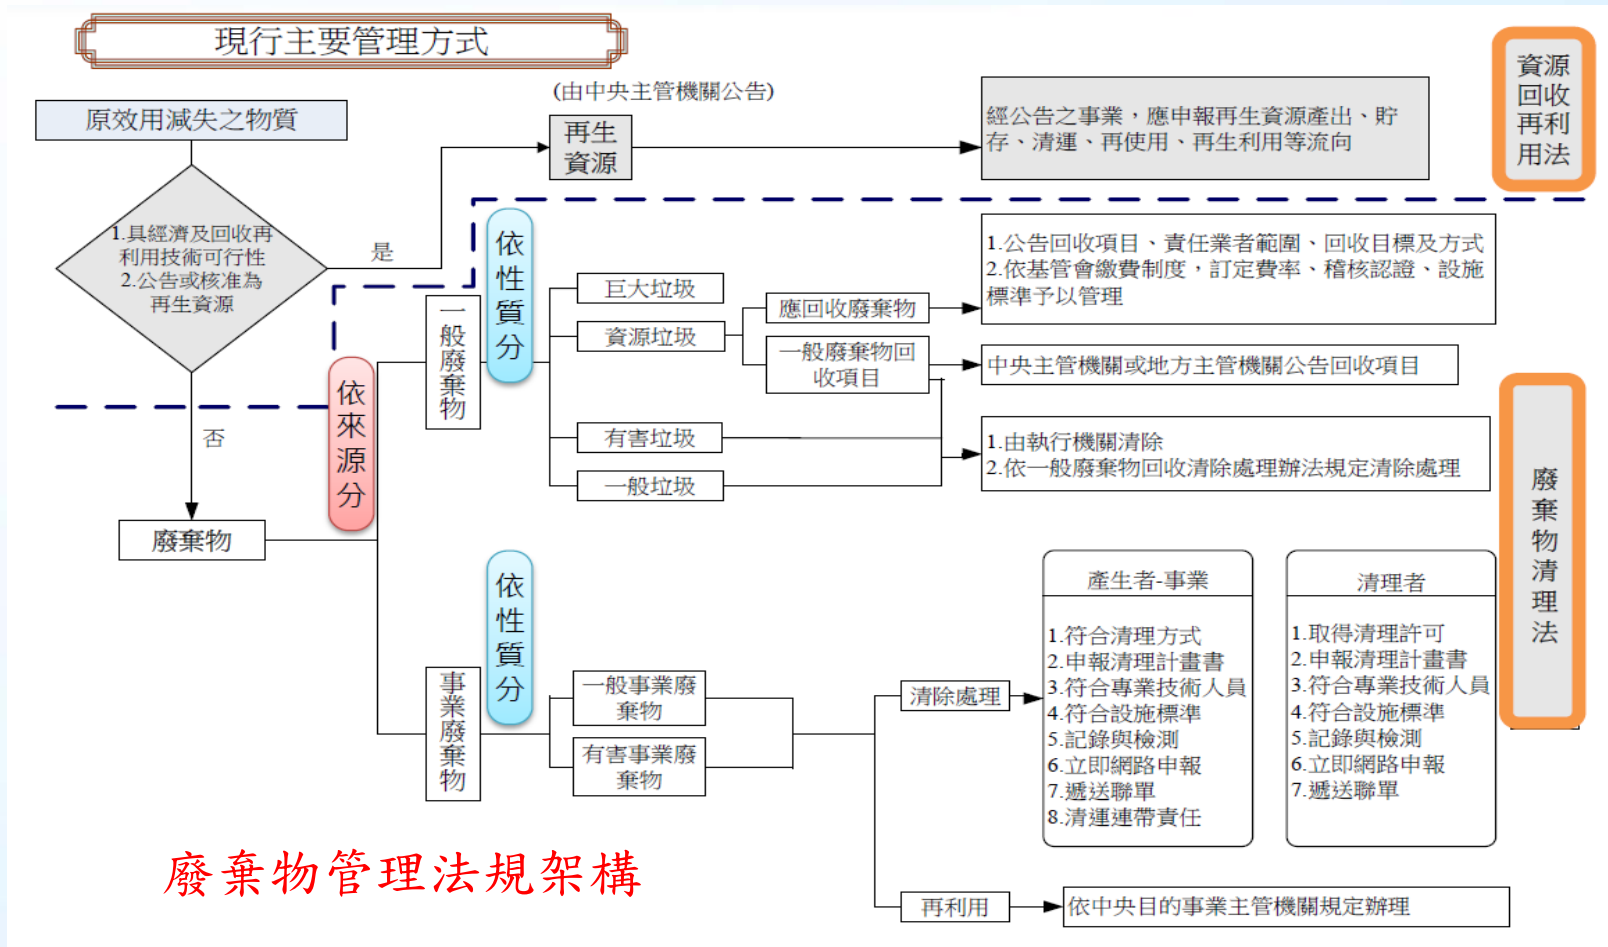 現行主要管理方式
資源
回收
再利
用法
(由中央主管機關公告)
原效用減失之物質
再生
資源
經公告之事業，應申報再生資源產出、貯
存、清運、再使用、再生利用等流向
1.具經濟及回收再
利用技術可行性
2.公告或核准為
再生資源
是
否
依來源分
廢棄物
一般廢棄物
依性質分
巨大垃圾
資源垃圾
應回收廢棄物
一般廢棄物回
收項目
有害垃圾
一般垃圾
1.公告回收項目、責任業者範圍、回收目標及方式
2.依基管會繳費制度，訂定費率、稽核認證、設施
標準予以管理
中央主管機關或地方主管機關公告回收項目
1.由執行機關清除
2.依一般廢棄物回收清除處理辦法規定清除處理
廢棄物清理法
事業廢棄物
依性質分
一般事業廢
棄物
有害事業廢
棄物
清除處理
產生者-事業
1.符合清理方式
2.申報清理計畫書
3.符合專業技術人員
4.符合設施標準
5.記錄與檢測
6.立即網路申報
7.遞送聯單
8.清運連帶責任
清理者
1.取得清理許可
2.申報清理計畫書
3.符合專業技術人員
4.符合設施標準
5.記錄與檢測
6.立即網路申報
7.遞送聯單
再利用
依中央目的事業主管機關規定辦理
廢棄物管理法規架構